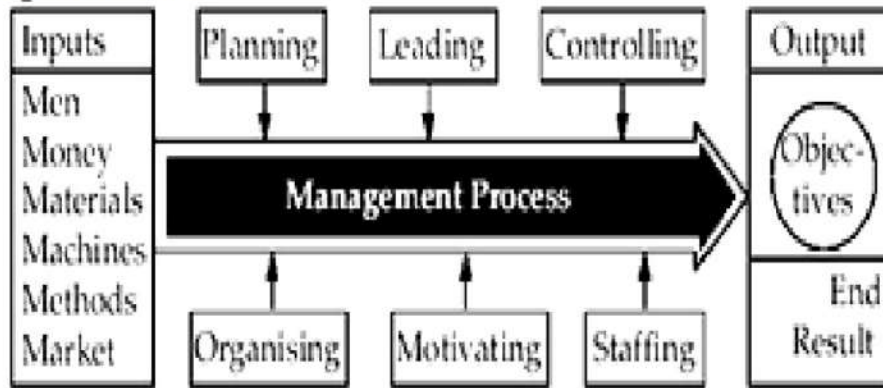 Inputs
Men
Money
Materials
Machines
Methods
Market
Planning
Leading
Controlling
Management Process
Organising
Motivating
Staffing
Output
Objec-
tives
End
Result